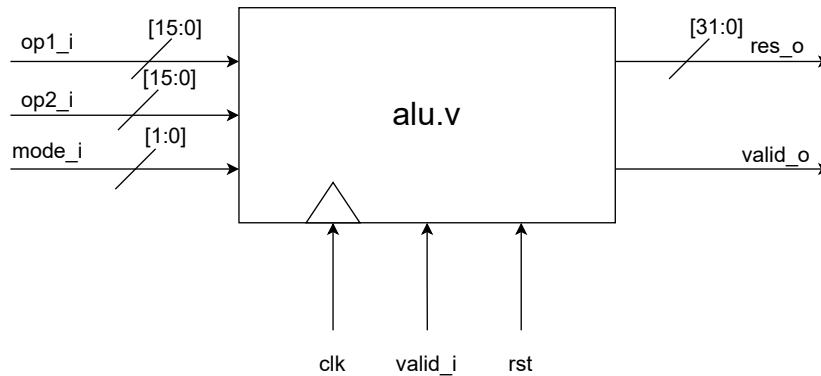 op1_i
[15:0]
[31:0]
res_o
op2_i
[15:0]
alu.v
mode_i
[1:0]
valid_o
clk
valid_i
rst